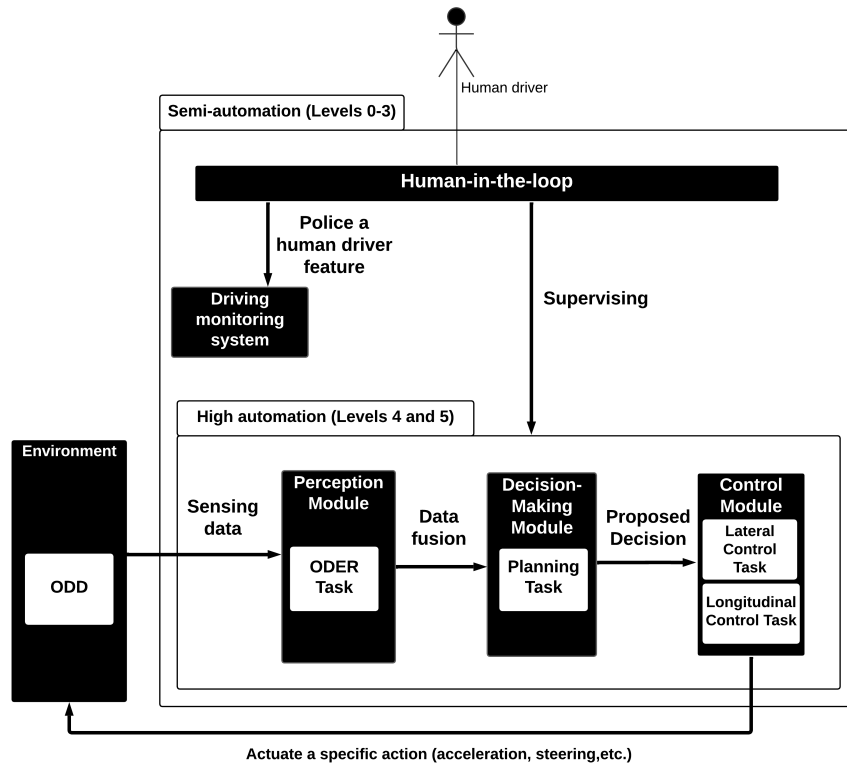 Human driver
Semi-automation (Levels 0-3)
Human-in-the-loop
Police a
human driver
feature
Driving
monitoring
system
Supervising
High automation (Levels 4 and 5)
Environment
ODD
Sensing
data
Perception
Module
ODER
Task
Data
fusion
Decision-
Making
Module
Planning
Task
Proposed
Decision
Control
Module
Lateral
Control
Task
Longitudinal
Control Task
Actuate a specific action (acceleration, steering,etc.)